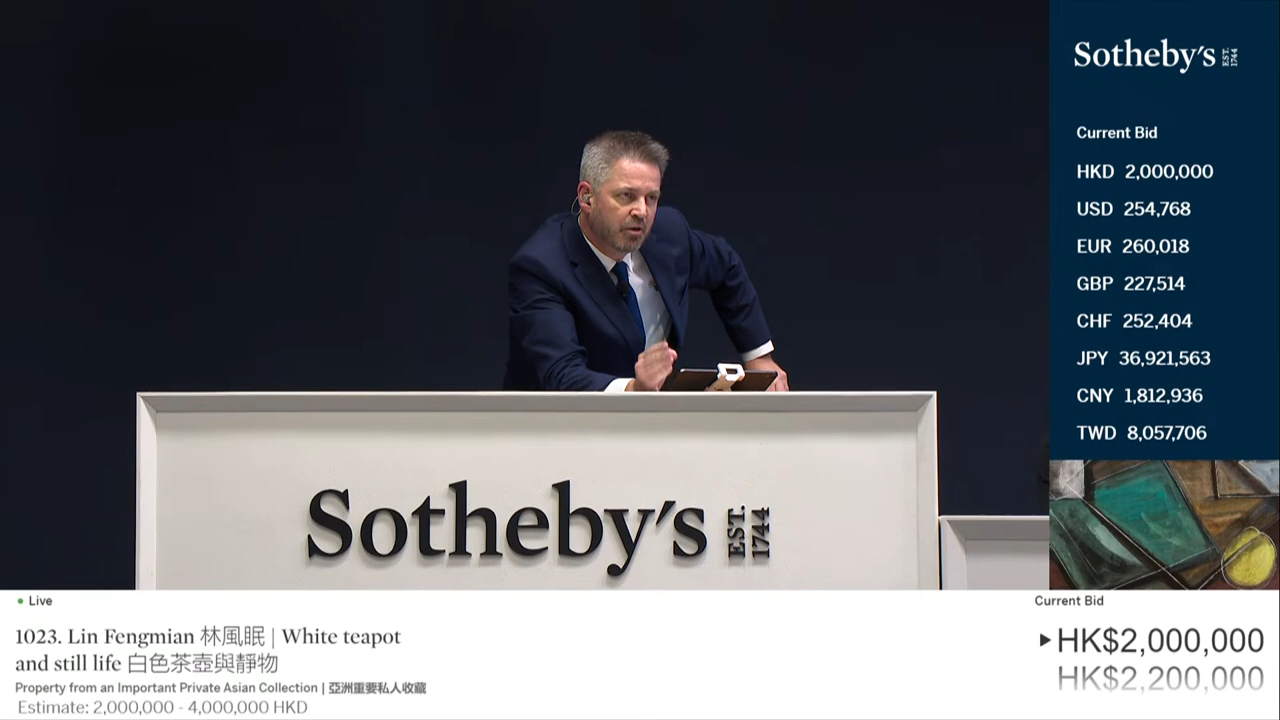 Sotheby's EST. 1744
Current Bid
HKD 2,000,000
USD 254,768
EUR 260,018
GBP 227,514
CHF 252,404
JPY 36,921,563
CNY 1,812,936
TWD 8,057,706
Sotheby's EST. 1744
Live
1023. Lin Fengmian 林風眠 | White teapot
and still life 白色茶壺與靜物
Property from an Important Private Asian Collection | 亞洲重要私人收藏
Estimate: 2,000,000 - 4,000,000 HKD
Current Bid
HK$2,000,000
HK$2,200,000